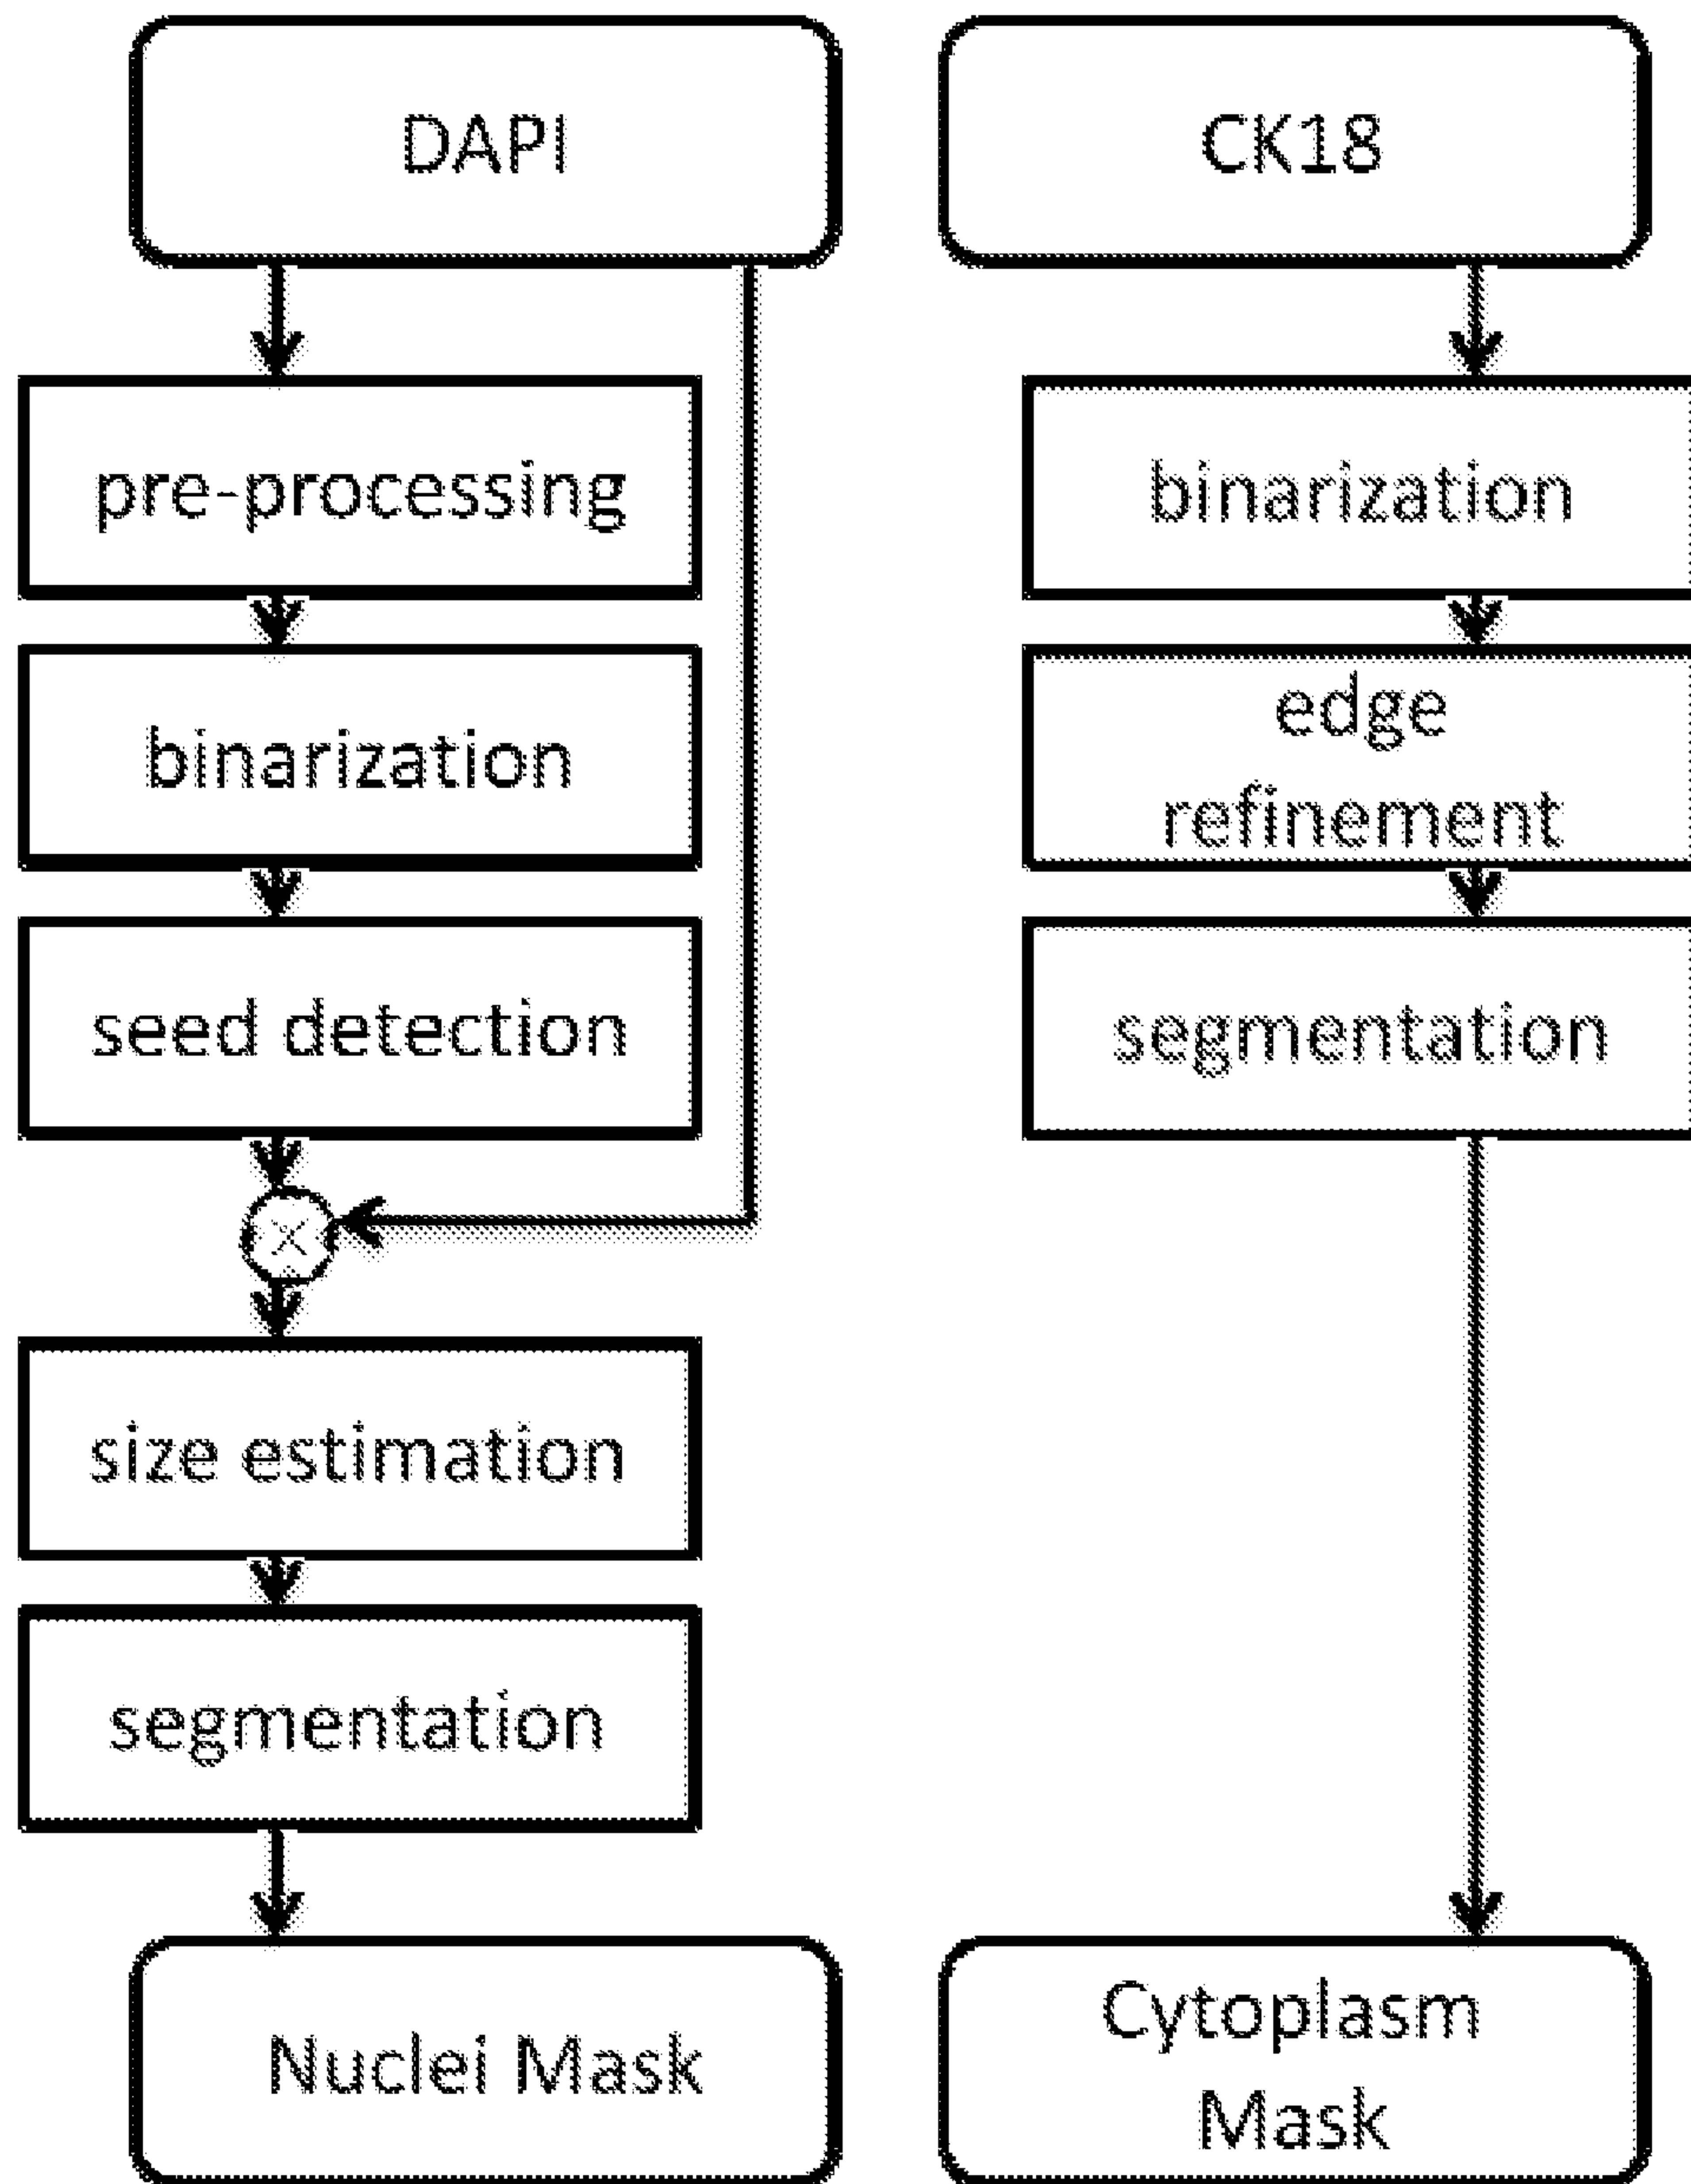 DAPI
CK18
pre-processing
binarization
binarization
edge
refinement
seed detection
segmentation
×
size estimation
segmentation
Nuclei Mask
Cytoplasm
Mask